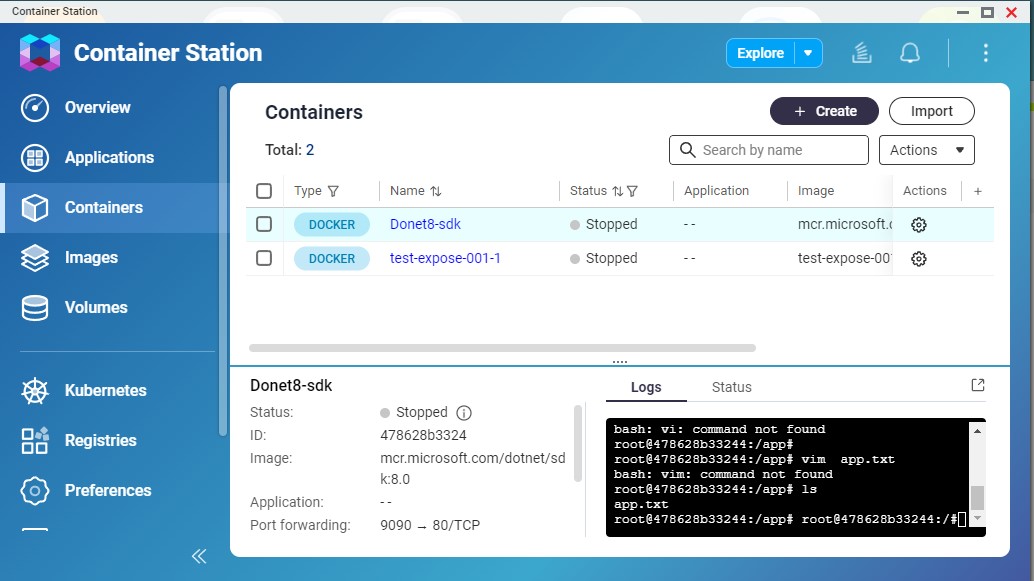 Container Station
Container Station
Explore
Overview
Applications
Containers
Images
Volumes
Kubernetes
Registries
Preferences
Containers
+ Create
Import
Total: 2
Search by name
Actions
Type Name Status Application Image Actions +
DOCKER Donet8-sdk Stopped -- mcr.microsoft.c
DOCKER test-expose-001-1 Stopped -- test-expose-00
Donet8-sdk
Status: Stopped
ID: 478628b3324
Image: mcr.microsoft.com/dotnet/sd
k:8.0
Application: --
Port forwarding: 9090 → 80/TCP
Logs Status
bash: vi: command not found
root@478628b33244:/app#
root@478628b33244:/app# vim  app.txt
bash: vim: command not found
root@478628b33244:/app# ls
app.txt
root@478628b33244:/app# root@478628b33244:/#